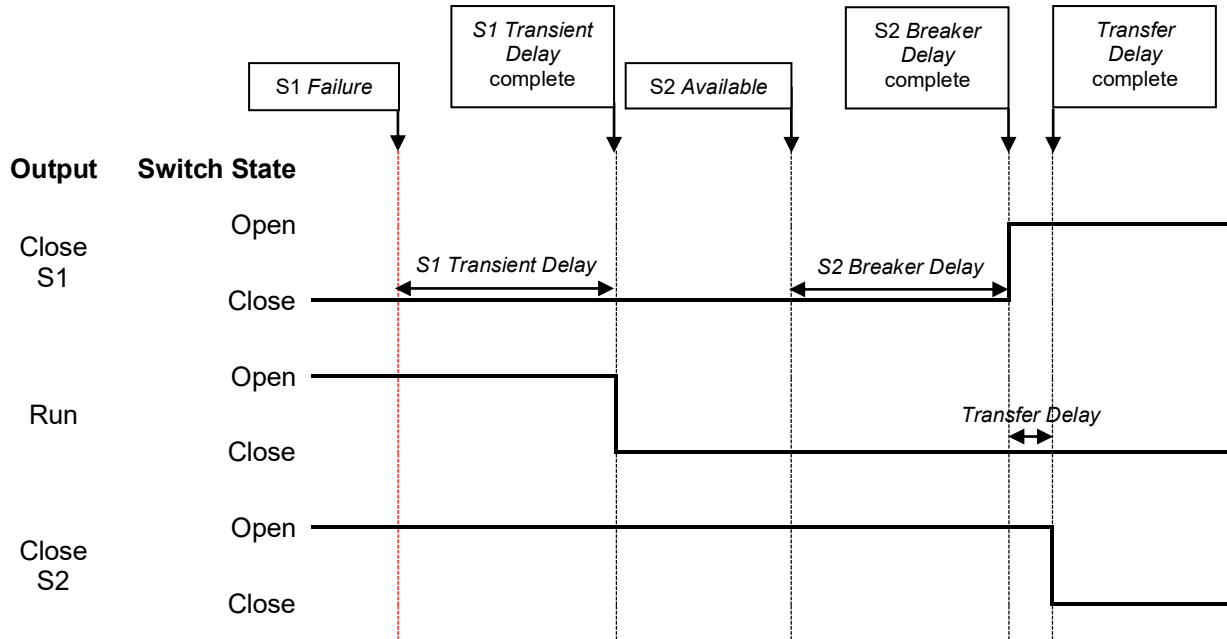 S1 Failure
S1 Transient
Delay
complete
S2 Available
S2 Breaker
Delay
complete
Transfer
Delay
complete
Output
Switch State
Close
S1
Open
S1 Transient Delay
S2 Breaker Delay
Close
Run
Open
Transfer Delay
Close
Close
S2
Open
Close